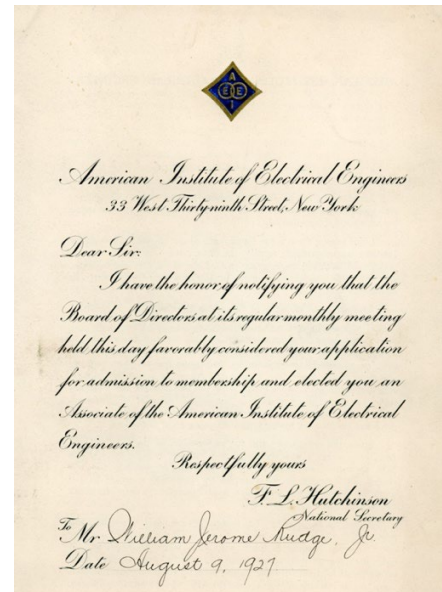 A
E E
I
American Institute of Electrical Engineers
33 West Thirty-ninth Street, New York
Dear Sir:
I have the honor of notifying you that the
Board of Directors at its regular monthly meeting
held this day favorably considered your application
for admission to membership and elected you an
Associate of the American Institute of Electrical
Engineers.
Respectfully yours
F. L. Hutchinson
National Secretary
To Mr William Jerome Rudge, Jr.
Date August 9, 1927